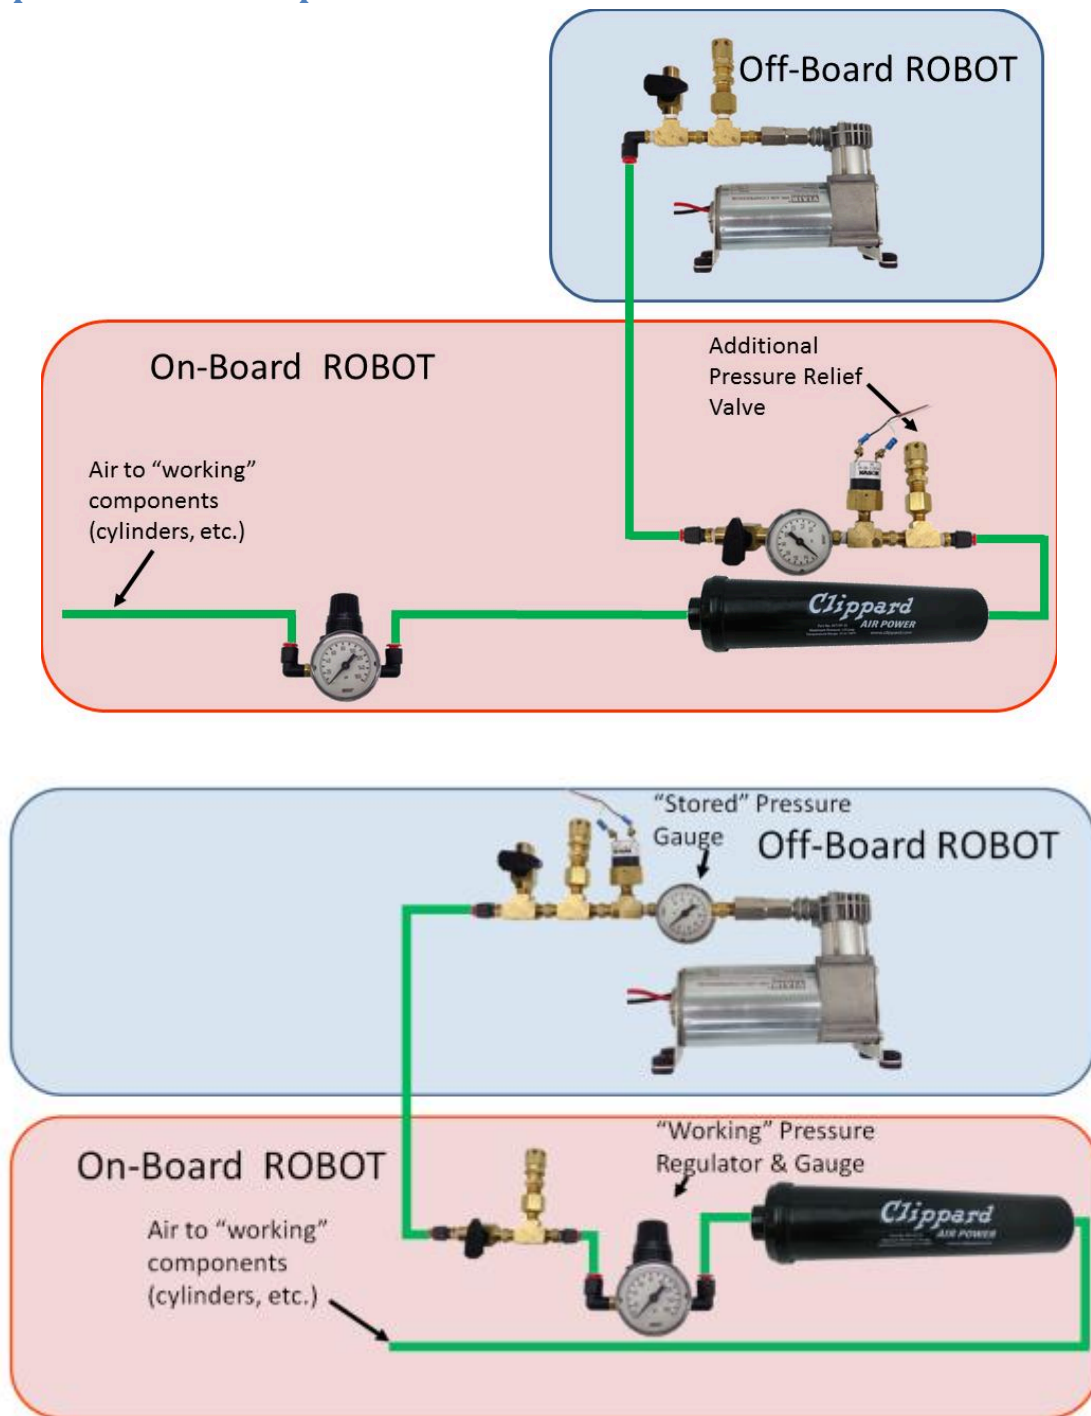 Off-Board ROBOT
On-Board ROBOT
Additional
Pressure Relief
Valve
Air to “working”
components
(cylinders, etc.)
Clippard
AIR POWER
“Stored” Pressure
Gauge
Off-Board ROBOT
“Working” Pressure
Regulator & Gauge
On-Board ROBOT
Air to “working”
components
(cylinders, etc.)
Clippard
AIR POWER